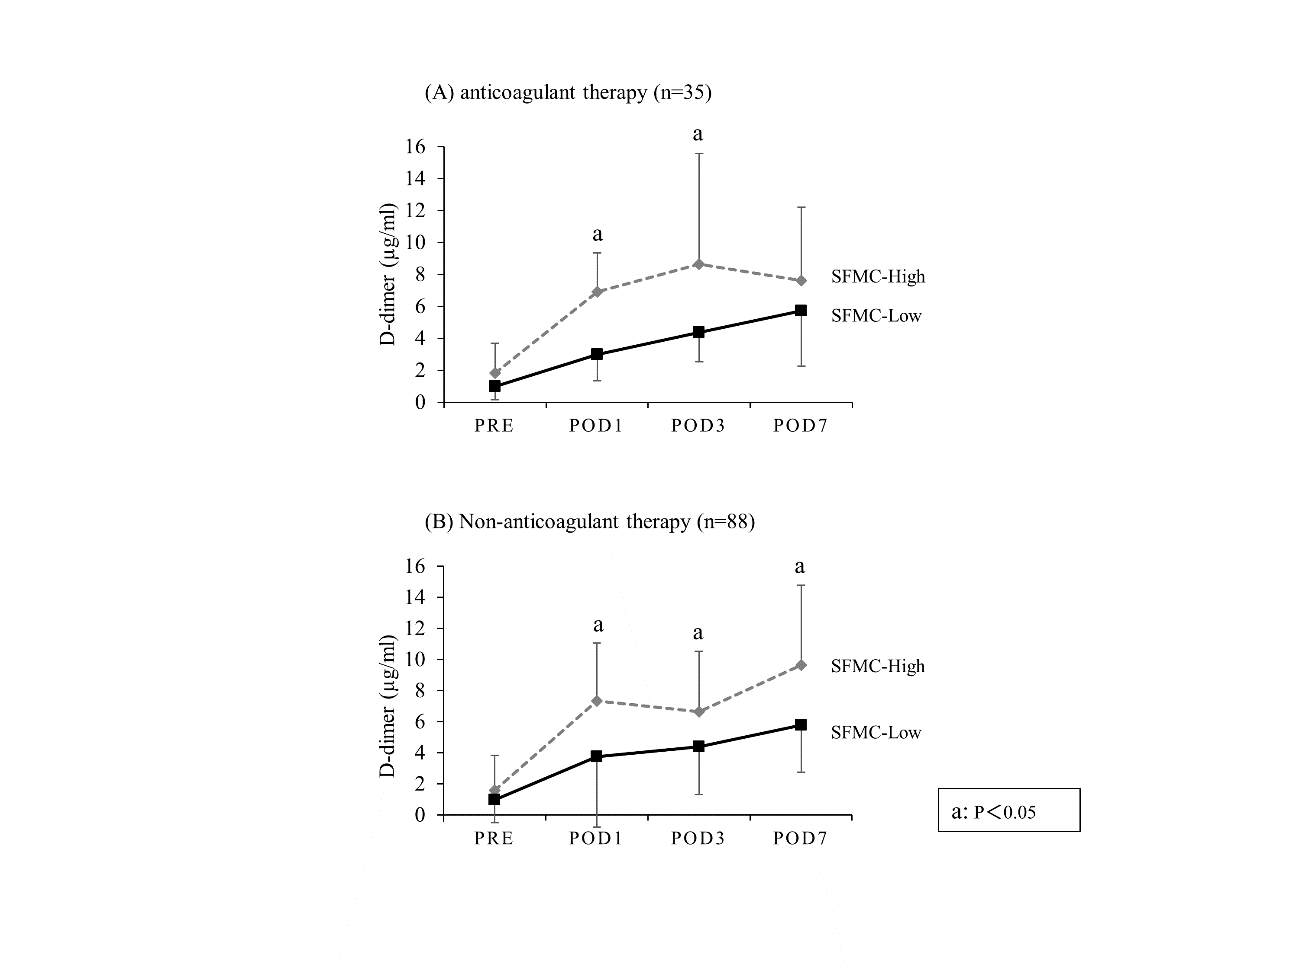 (A) anticoagulant therapy (n=35)
a
a
16
14
12
10
8
6
4
2
0
D-dimer (μg/ml)
SFMC-High
SFMC-Low
PRE POD1 POD3 POD7
(B) Non-anticoagulant therapy (n=88)
a
a
a
16
14
12
10
8
6
4
2
0
D-dimer (μg/ml)
SFMC-High
SFMC-Low
PRE POD1 POD3 POD7
a: P＜0.05